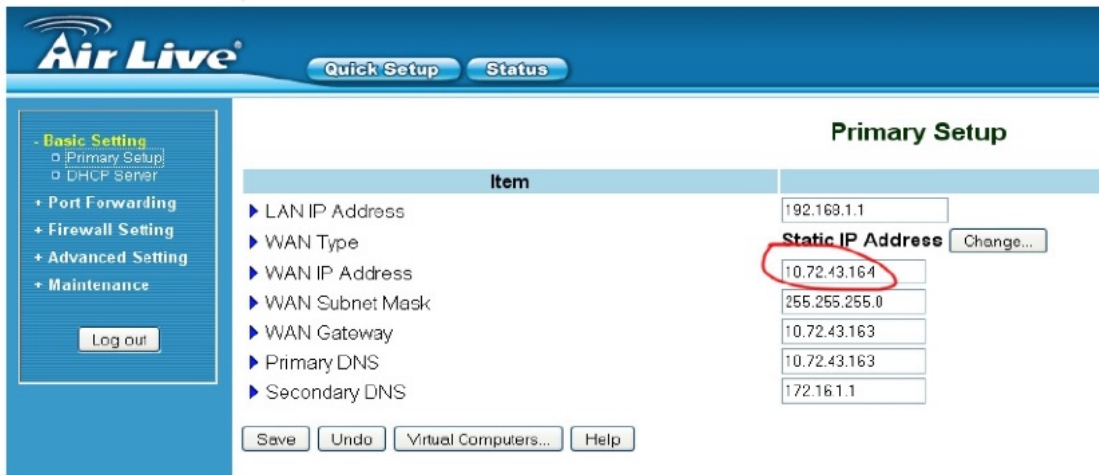 Air Live
Quick Setup Status
- Basic Setting
Primary Setup
DHCP Server
+ Port Forwarding
+ Firewall Setting
+ Advanced Setting
+ Maintenance
Log out
Primary Setup
Item
LAN IP Address 192.168.1.1
WAN Type Static IP Address Change...
WAN IP Address 10.72.43.164
WAN Subnet Mask 255.255.255.0
WAN Gateway 10.72.43.163
Primary DNS 10.72.43.163
Secondary DNS 172.16.1.1
Save Undo Virtual Computers... Help